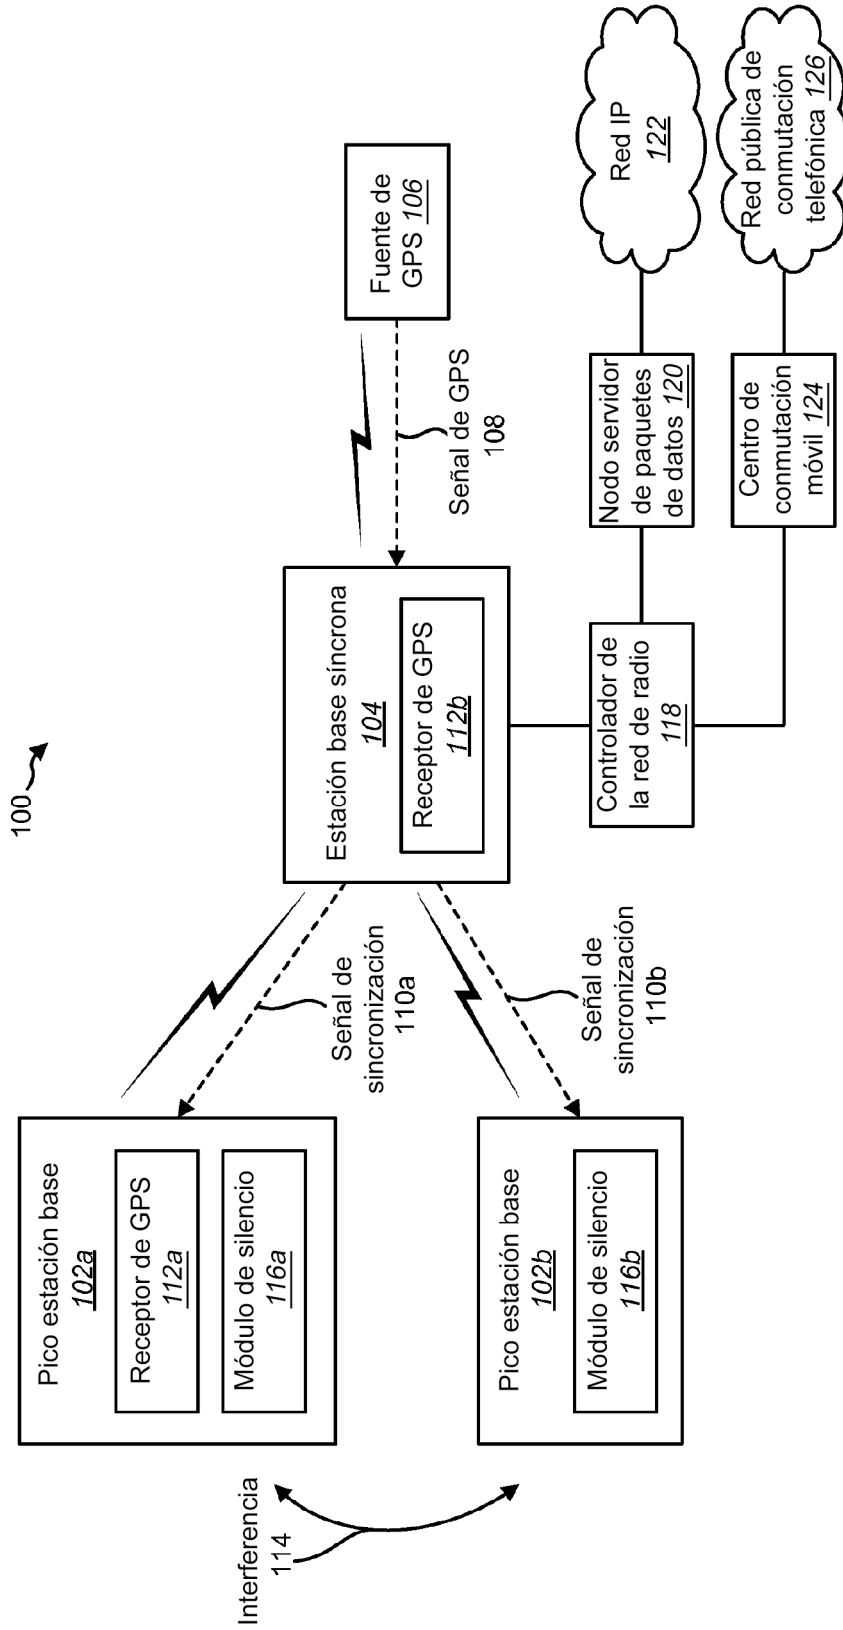 100
Pico estación base
102a
Receptor de GPS
112a
Módulo de silencio
116a
Señal de
sincronización
110a
Estación base síncrona
104
Receptor de GPS
112b
Señal de GPS
108
Fuente de
GPS 106
Interferencia
114
Pico estación base
102b
Módulo de silencio
116b
Señal de
sincronización
110b
Controlador de
la red de radio
118
Nodo servidor
de paquetes
de datos 120
Red IP
122
Centro de
conmutación
móvil 124
Red pública de
conmutación
telefónica 126